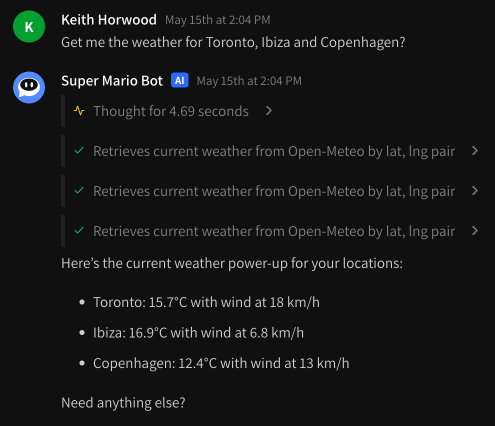 K
Keith Horwood May 15th at 2:04 PM
Get me the weather for Toronto, Ibiza and Copenhagen?
Super Mario Bot AI May 15th at 2:04 PM
Thought for 4.69 seconds
Retrieves current weather from Open-Meteo by lat, lng pair
Retrieves current weather from Open-Meteo by lat, lng pair
Retrieves current weather from Open-Meteo by lat, lng pair
Here's the current weather power-up for your locations:
• Toronto: 15.7°C with wind at 18 km/h
• Ibiza: 16.9°C with wind at 6.8 km/h
• Copenhagen: 12.4°C with wind at 13 km/h
Need anything else?